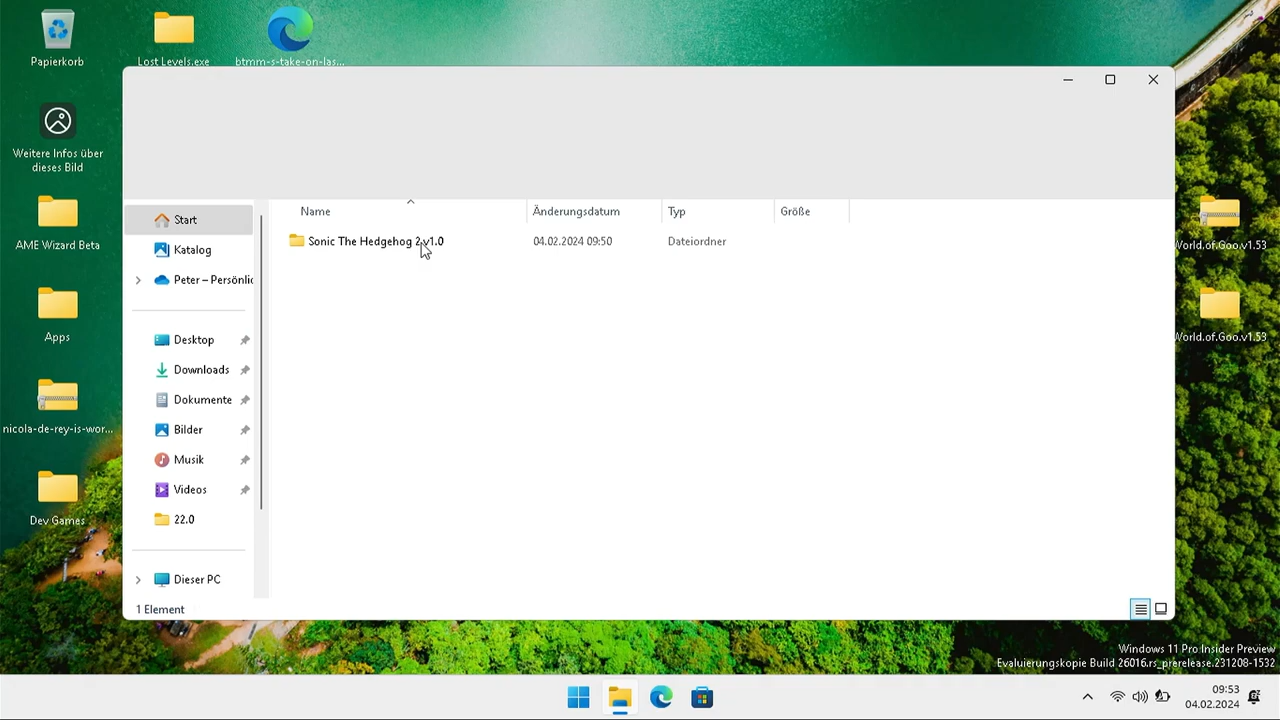 Papierkorb
Lost Levels.exe
btmm-s-take-on-las...
Weitere Infos über
dieses Bild
AME Wizard Beta
Apps
nicola-de-rey-is-wor...
Dev Games
Start
Katalog
Peter – Persönlic
Desktop
Downloads
Dokumente
Bilder
Musik
Videos
22.0
Dieser PC
1 Element
Name
Änderungsdatum
Typ
Größe
Sonic The Hedgehog 2 v1.0
04.02.2024 09:50
Dateiordner
World.of.Goo.v1.53
World.of.Goo.v1.53
Windows 11 Pro Insider Preview
Evaluierungskopie Build 26016.rs_prerelease.231208-1532
09:53
04.02.2024